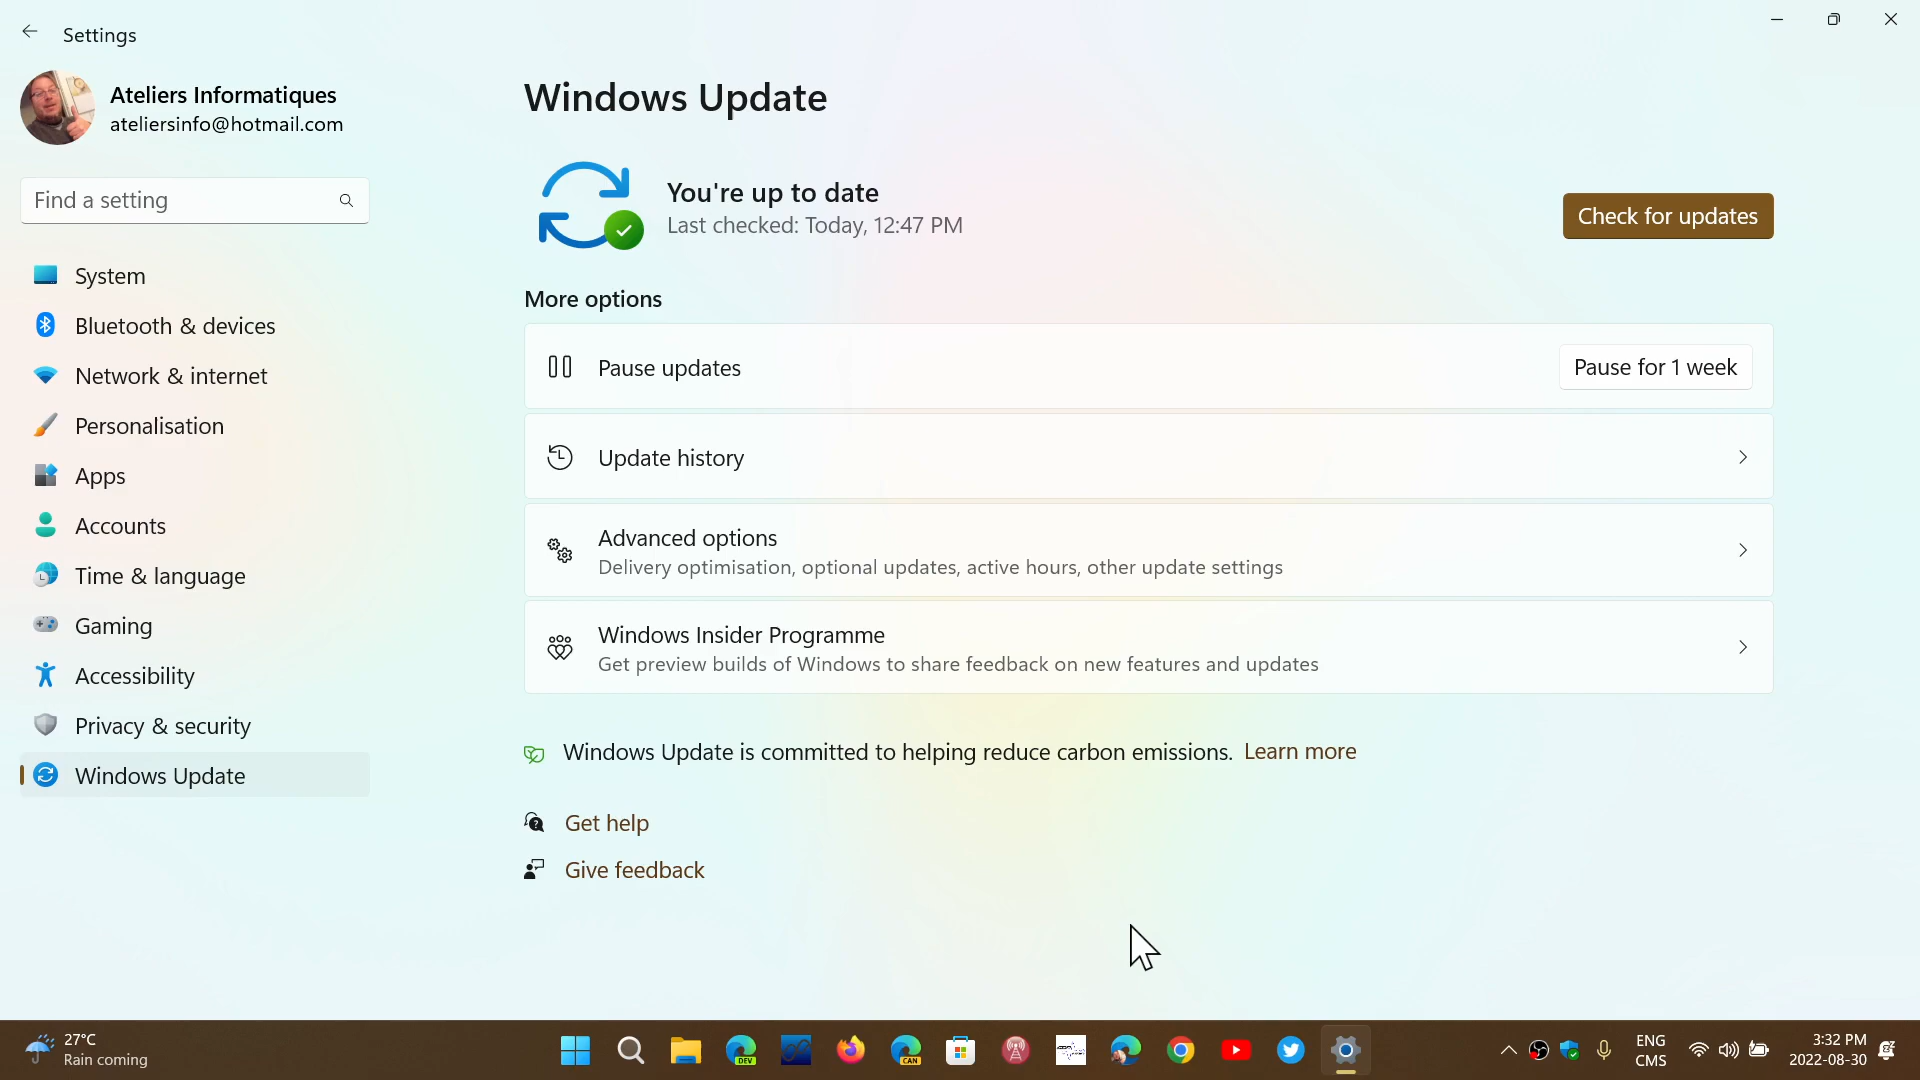 Settings
Ateliers Informatiques
ateliersinfo@hotmail.com
Find a setting
System
Bluetooth & devices
Network & internet
Personalisation
Apps
Accounts
Time & language
Gaming
Accessibility
Privacy & security
Windows Update
Windows Update
You're up to date
Last checked: Today, 12:47 PM
Check for updates
More options
Pause updates
Pause for 1 week
Update history
Advanced options
Delivery optimisation, optional updates, active hours, other update settings
Windows Insider Programme
Get preview builds of Windows to share feedback on new features and updates
Windows Update is committed to helping reduce carbon emissions. Learn more
Get help
Give feedback
27°C
Rain coming
DEV
CAN
ENG
CMS
3:32 PM
2022-08-30